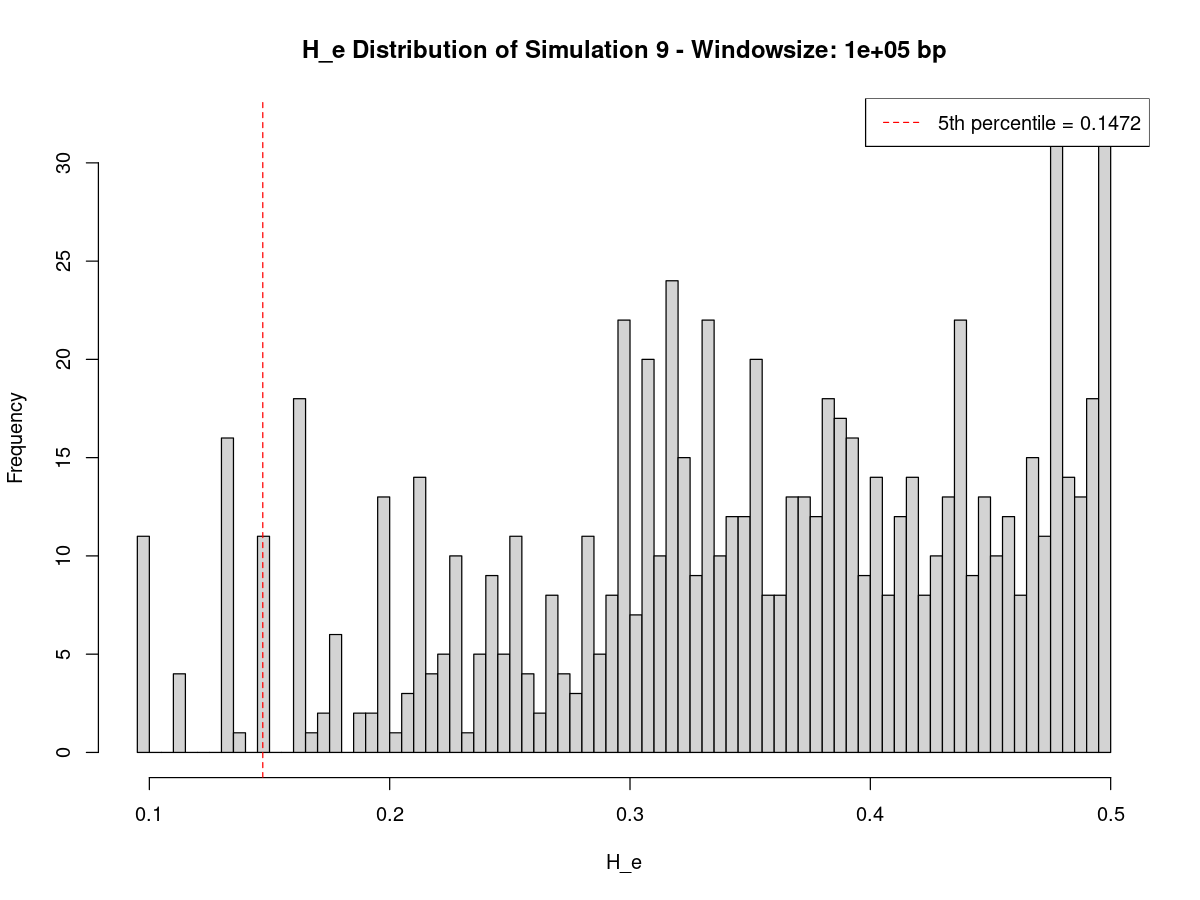 H_e Distribution of Simulation 9 - Windowsize: 1e+05 bp
5th percentile = 0.1472
30
25
20
15
10
5
0
Frequency
0.1 0.2 0.3 0.4 0.5
H_e